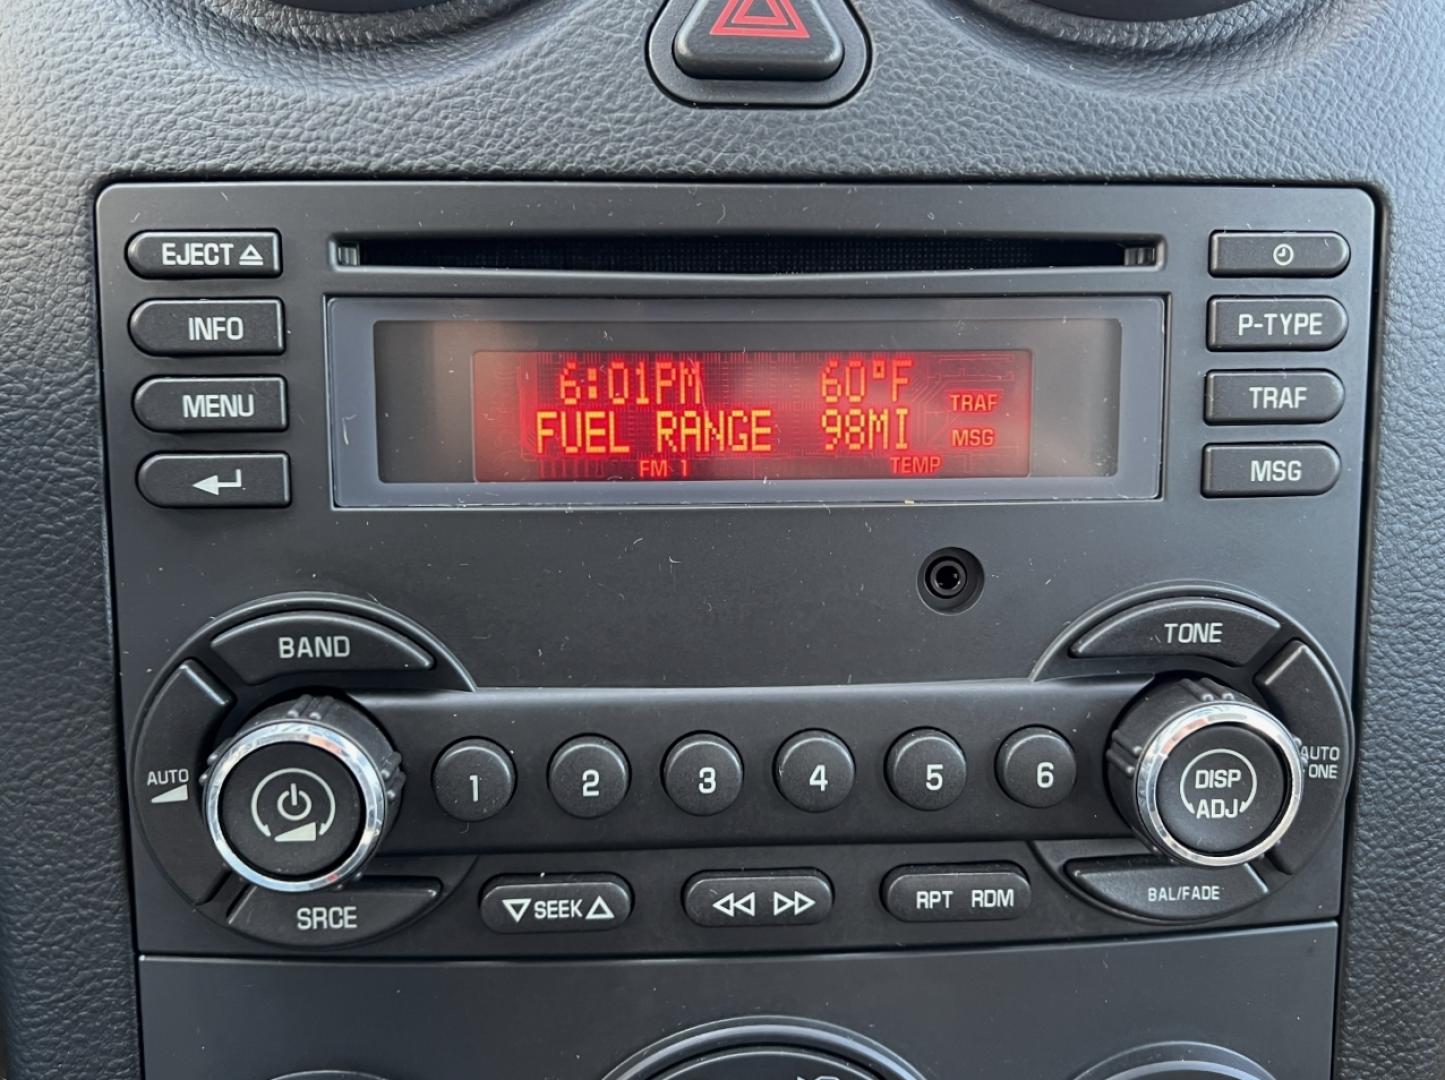 EJECT
INFO
P-TYPE
6:01PM 60°F
TRAF
MENU
TRAF
FUEL RANGE 98MI
MSG
FM 1 TEMP
MSG
BAND
TONE
AUTO
AUTO
1 2 3 4 5 6
DISP
ADJ
SRCE
SEEK
RPT RDM
BAL/FADE